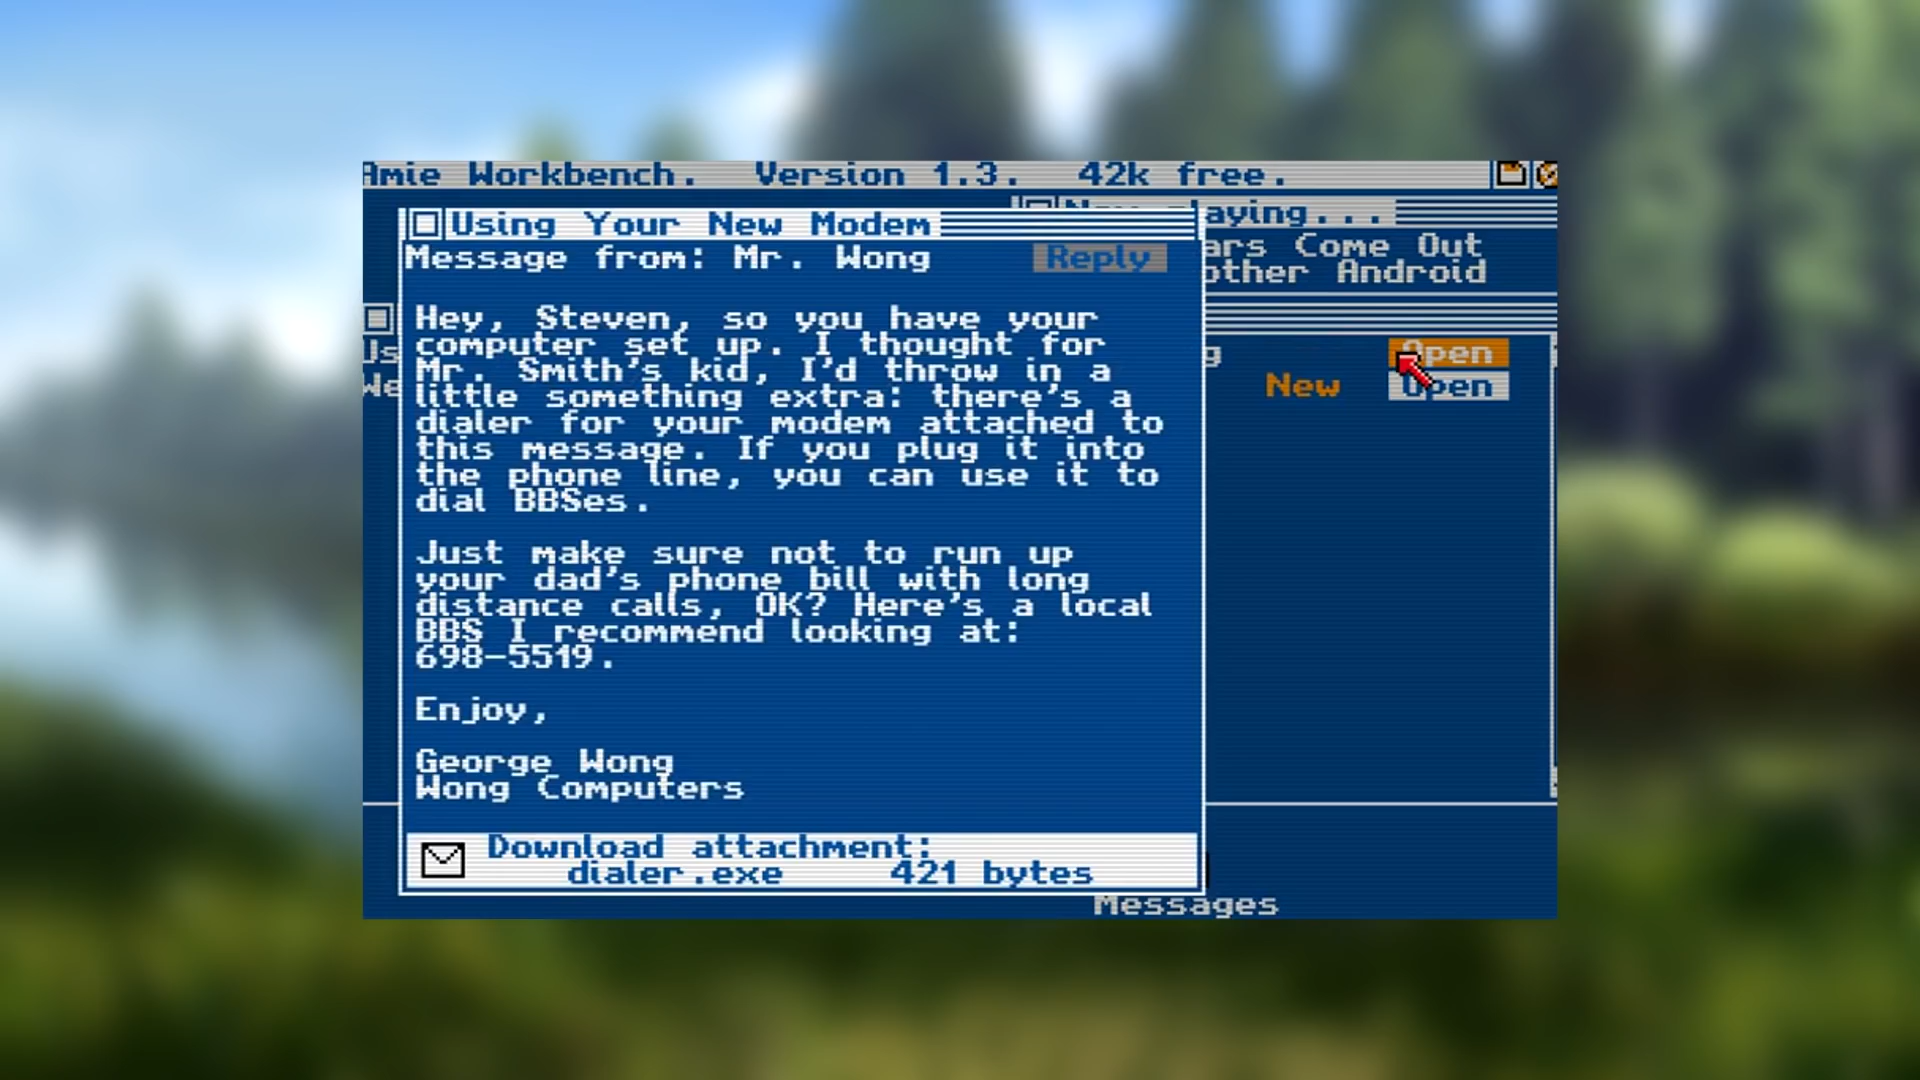 Amie Workbench.  Version 1.3.  42k free.
Using Your New Modem
Message from: Mr. Wong
Reply
Hey, Steven, so you have your
computer set up. I thought for
Mr. Smith's kid, I'd throw in a
little something extra: there's a
dialer for your modem attached to
this message. If you plug it into
the phone line, you can use it to
dial BBSes.
Just make sure not to run up
your dad's phone bill with long
distance calls, OK? Here's a local
BBS I recommend looking at:
698-5519.
Enjoy,
George Wong
Wong Computers
Download attachment:
dialer.exe 421 bytes
Come Out
Android
Open
New
Open
Messages